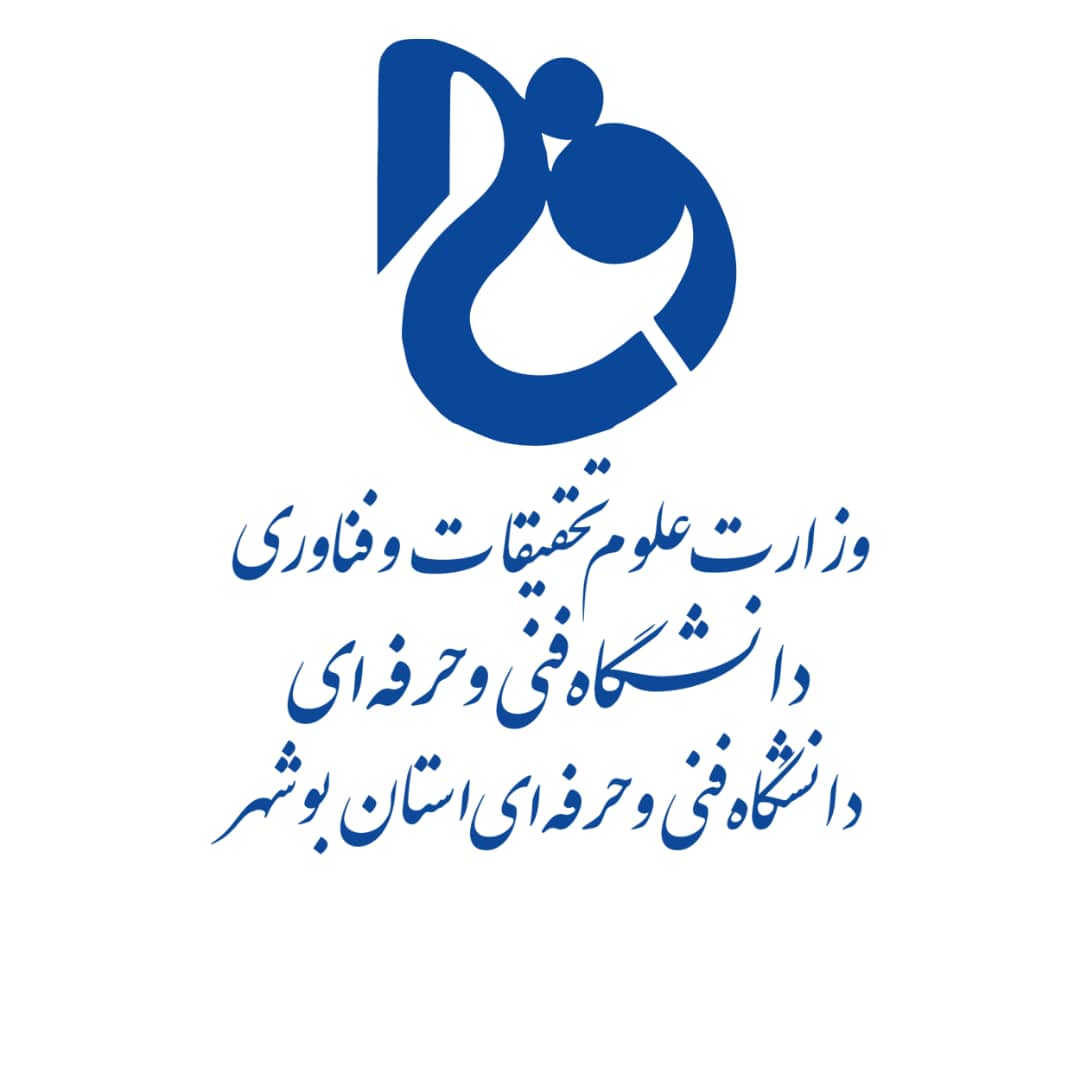 وزارت علوم تحقیقات و فناوری
دانشگاه فنی و حرفه ای
دانشگاه فنی و حرفه ای استان بوشهر